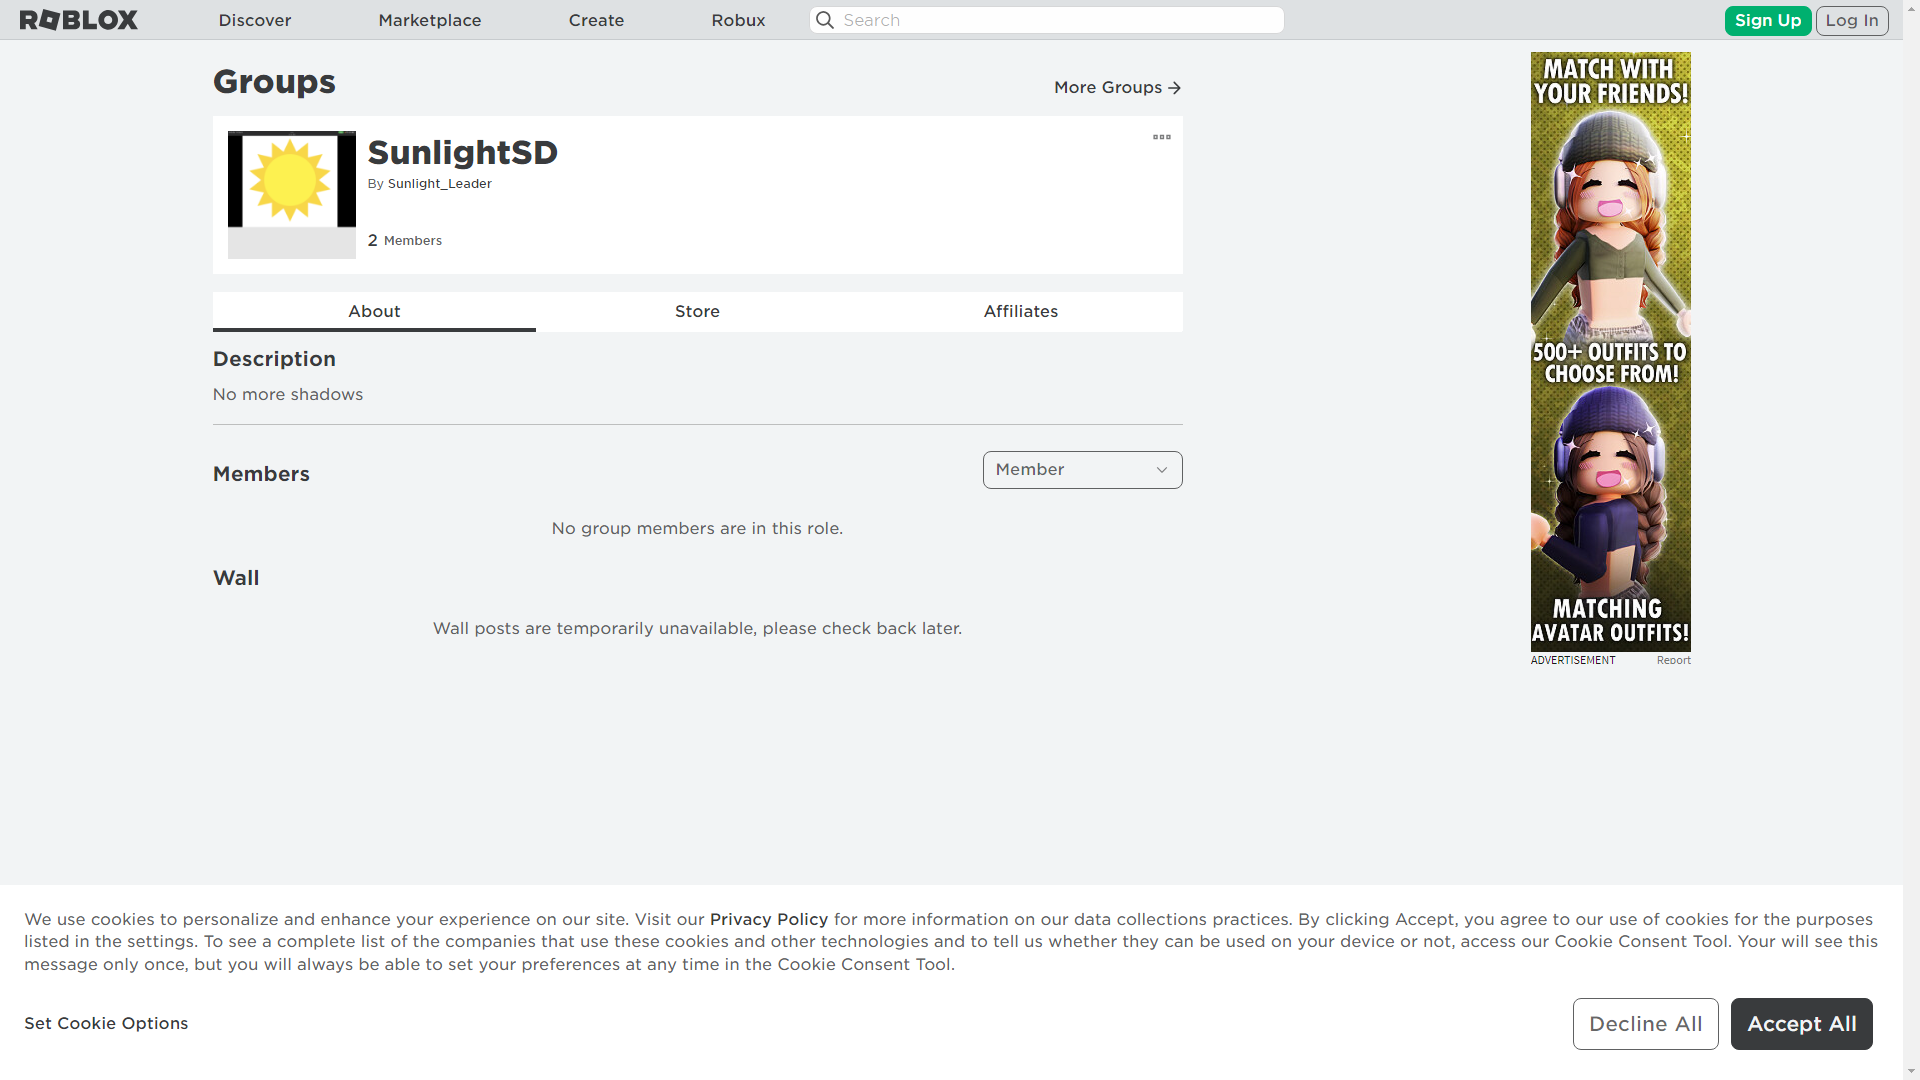 ROBLOX
Discover
Marketplace
Create
Robux
Search
Sign Up
Log In
Groups
More Groups
SunlightSD
By Sunlight_Leader
2 Members
About
Store
Affiliates
Description
No more shadows
Members
Member
No group members are in this role.
Wall
Wall posts are temporarily unavailable, please check back later.
MATCH WITH
YOUR FRIENDS!
500+ OUTFITS TO
CHOOSE FROM!
MATCHING
AVATAR OUTFITS!
ADVERTISEMENT
Report
We use cookies to personalize and enhance your experience on our site. Visit our Privacy Policy for more information on our data collections practices. By clicking Accept, you agree to our use of cookies for the purposes
listed in the settings. To see a complete list of the companies that use these cookies and other technologies and to tell us whether they can be used on your device or not, access our Cookie Consent Tool. Your will see this
message only once, but you will always be able to set your preferences at any time in the Cookie Consent Tool.
Set Cookie Options
Decline All
Accept All